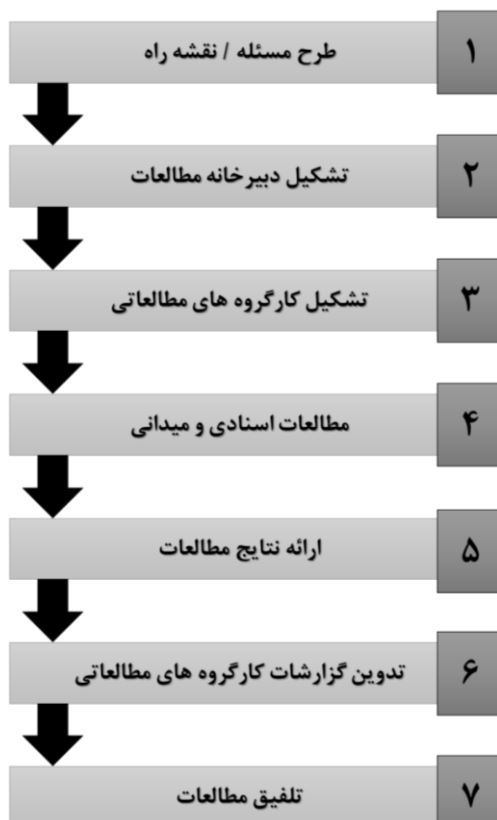 ۱ طرح مسئله / نقشه راه
۲ تشکیل دبیرخانه مطالعات
۳ تشکیل کارگروه های مطالعاتی
۴ مطالعات اسنادی و میدانی
۵ ارائه نتایج مطالعات
۶ تدوین گزارشات کارگروه های مطالعاتی
۷ تلفیق مطالعات